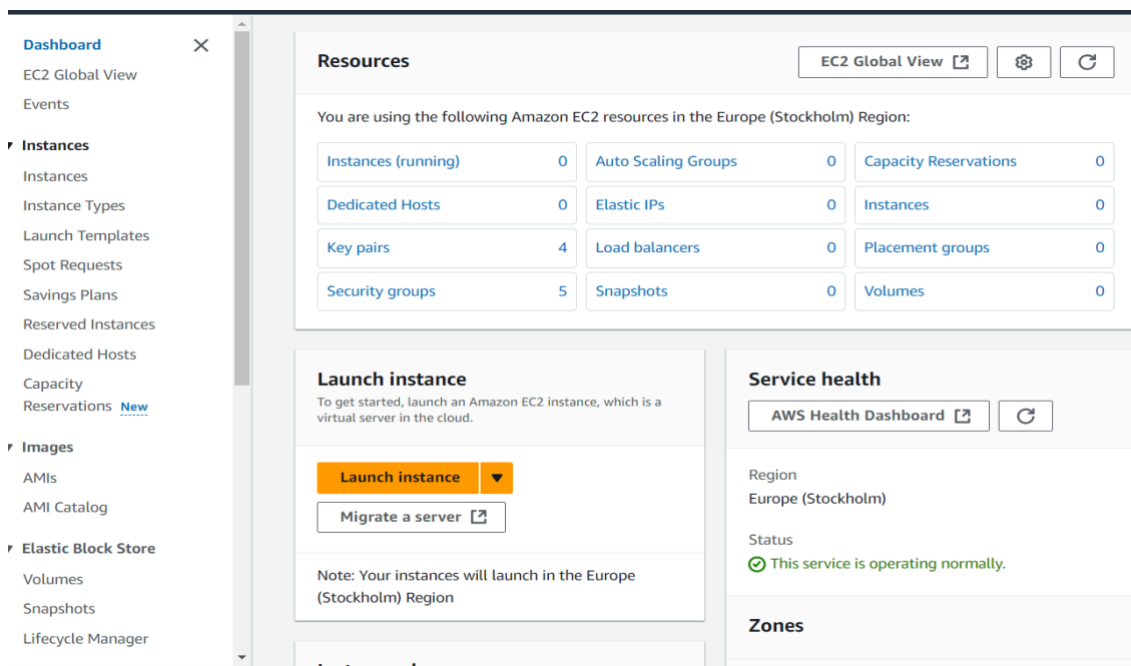 Dashboard
EC2 Global View
Events
Instances
Instances
Instance Types
Launch Templates
Spot Requests
Savings Plans
Reserved Instances
Dedicated Hosts
Capacity
Reservations New
Images
AMIs
AMI Catalog
Elastic Block Store
Volumes
Snapshots
Lifecycle Manager
Resources
EC2 Global View
You are using the following Amazon EC2 resources in the Europe (Stockholm) Region:
Instances (running) 0 Auto Scaling Groups 0 Capacity Reservations 0
Dedicated Hosts 0 Elastic IPs 0 Instances 0
Key pairs 4 Load balancers 0 Placement groups 0
Security groups 5 Snapshots 0 Volumes 0
Launch instance
To get started, launch an Amazon EC2 instance, which is a
virtual server in the cloud.
Launch instance
Migrate a server
Note: Your instances will launch in the Europe
(Stockholm) Region
Service health
AWS Health Dashboard
Region
Europe (Stockholm)
Status
This service is operating normally.
Zones